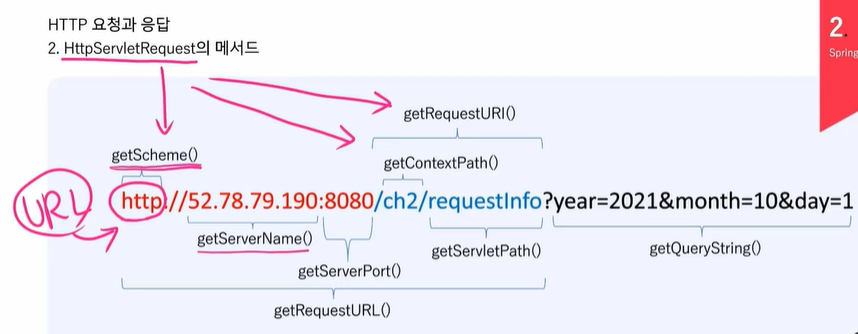 HTTP 요청과 응답
2. HttpServletRequest의 메서드
2.
Spring
getRequestURI()
getScheme()
getContextPath()
URL
http://52.78.79.190:8080/ch2/requestInfo?year=2021&month=10&day=1
getServerName()
getServletPath()
getQueryString()
getServerPort()
getRequestURL()